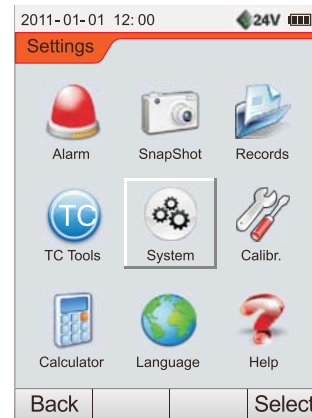 2011-01-01 12:00 24V
Settings
Alarm SnapShot Records
TC
TC Tools System Calibr.
Calculator Language Help
Back Select